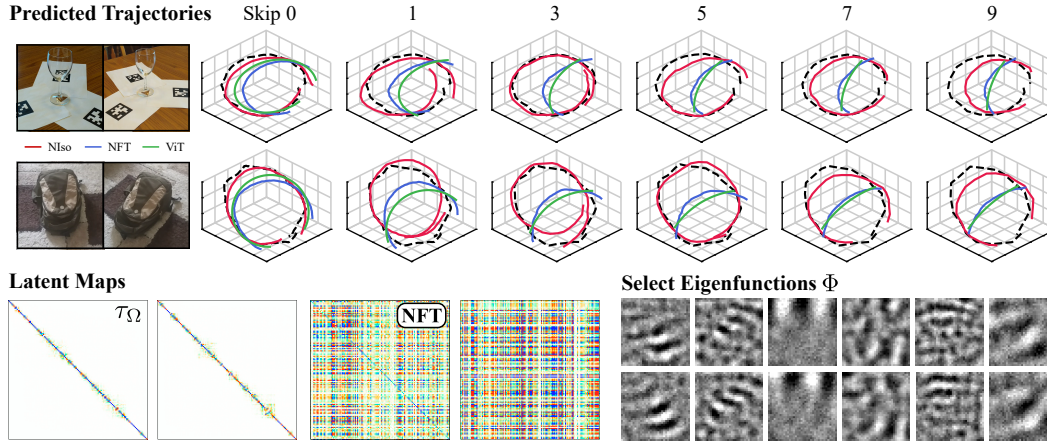 Predicted Trajectories Skip 0 1 3 5 7 9
NIso NFT ViT
Latent Maps
Select Eigenfunctions Φ
τΩ
NFT